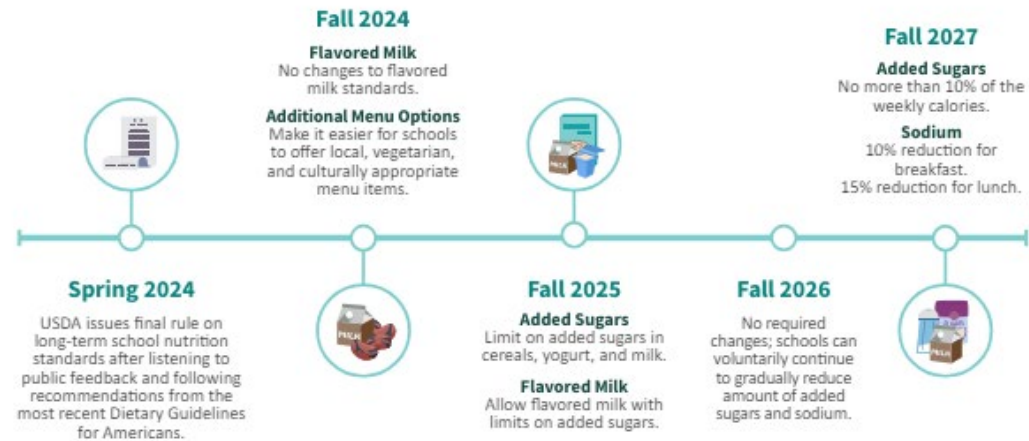 Spring 2024
USDA issues final rule on
long-term school nutrition
standards after listening to
public feedback and following
recommendations from the
most recent Dietary Guidelines
for Americans.
Fall 2024
Flavored Milk
No changes to flavored
milk standards.
Additional Menu Options
Make it easier for schools
to offer local, vegetarian,
and culturally appropriate
menu items.
MILK
MILK
Fall 2025
Added Sugars
Limit on added sugars in
cereals, yogurt, and milk.
Flavored Milk
Allow flavored milk with
limits on added sugars.
Fall 2026
No required
changes; schools can
voluntarily continue
to gradually reduce
amount of added
sugars and sodium.
Fall 2027
Added Sugars
No more than 10% of the
weekly calories.
Sodium
10% reduction for
breakfast.
15% reduction for lunch.
MILK